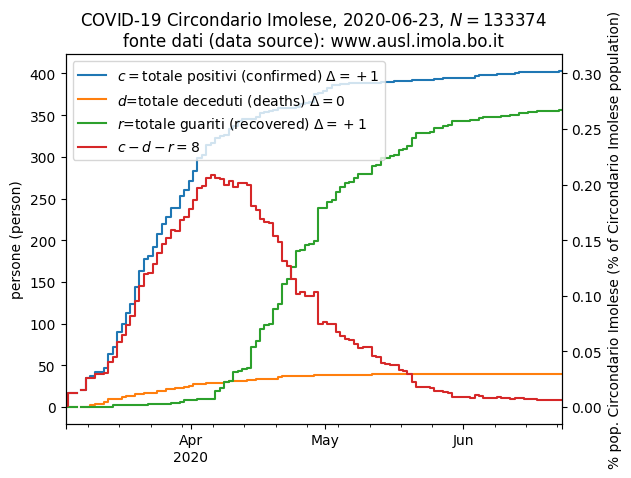 COVID-19 Circondario Imolese, 2020-06-23, N = 133374
fonte dati (data source): www.ausl.imola.bo.it
c = totale positivi (confirmed) Δ = +1
d=totale deceduti (deaths) Δ = 0
r=totale guariti (recovered) Δ = +1
c − d − r = 8
persone (person)
400
350
300
250
200
150
100
50
0
0.30
0.25
0.20
0.15
0.10
0.05
0.00
% pop. Circondario Imolese (% of Circondario Imolese population)
Apr
2020
May
Jun